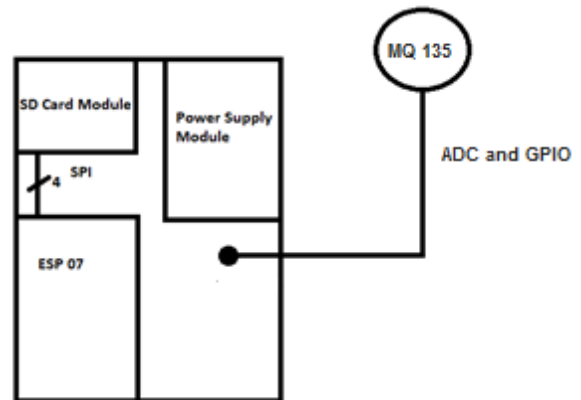 MQ 135
SD Card Module
Power Supply
Module
ADC and GPIO
SPI
4
ESP 07